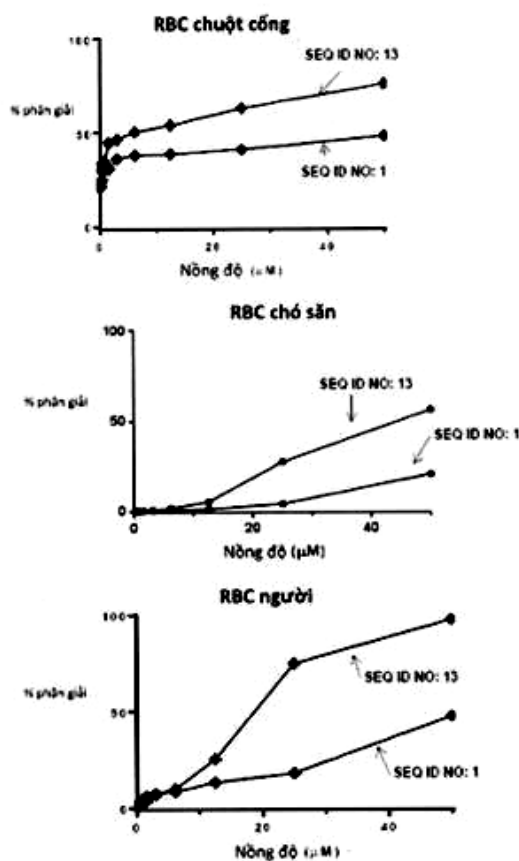 RBC chuột cống
100
SEQ ID NO: 13
% phân giải
50
SEQ ID NO: 1
0
0 20 40
Nồng độ (μM)
RBC chó săn
100
SEQ ID NO: 13
% phân giải
50
SEQ ID NO: 1
0
0 20 40
Nồng độ (μM)
RBC người
100
% phân giải
SEQ ID NO: 13
50
SEQ ID NO: 1
0
0 20 40
Nồng độ (μM)